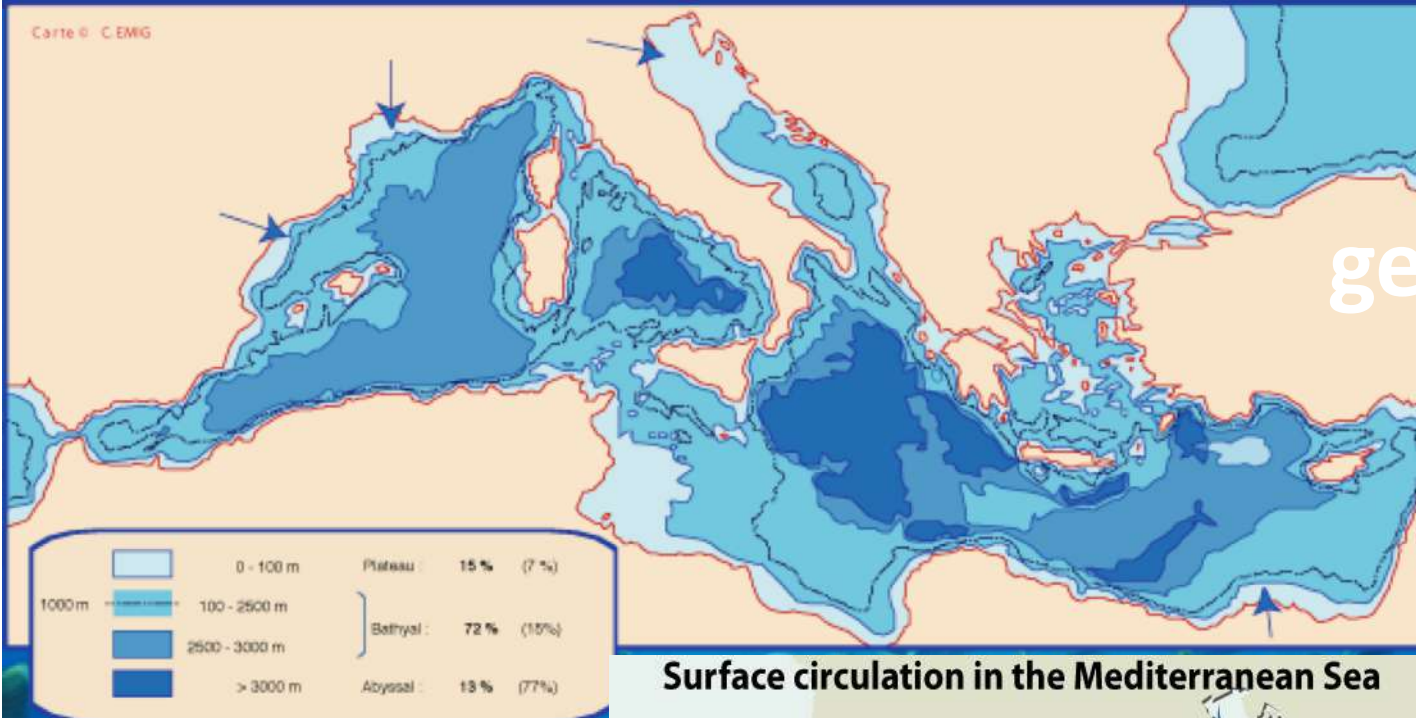 Carte © C.EMIG
ge
0 - 100 m Plateau : 15 % (7 %)
1000 m 100 - 2500 m
Bathyal : 72 % (15%)
2500 - 3000 m
> 3000 m Abyssal : 13 % (77%)
Surface circulation in the Mediterranean Sea